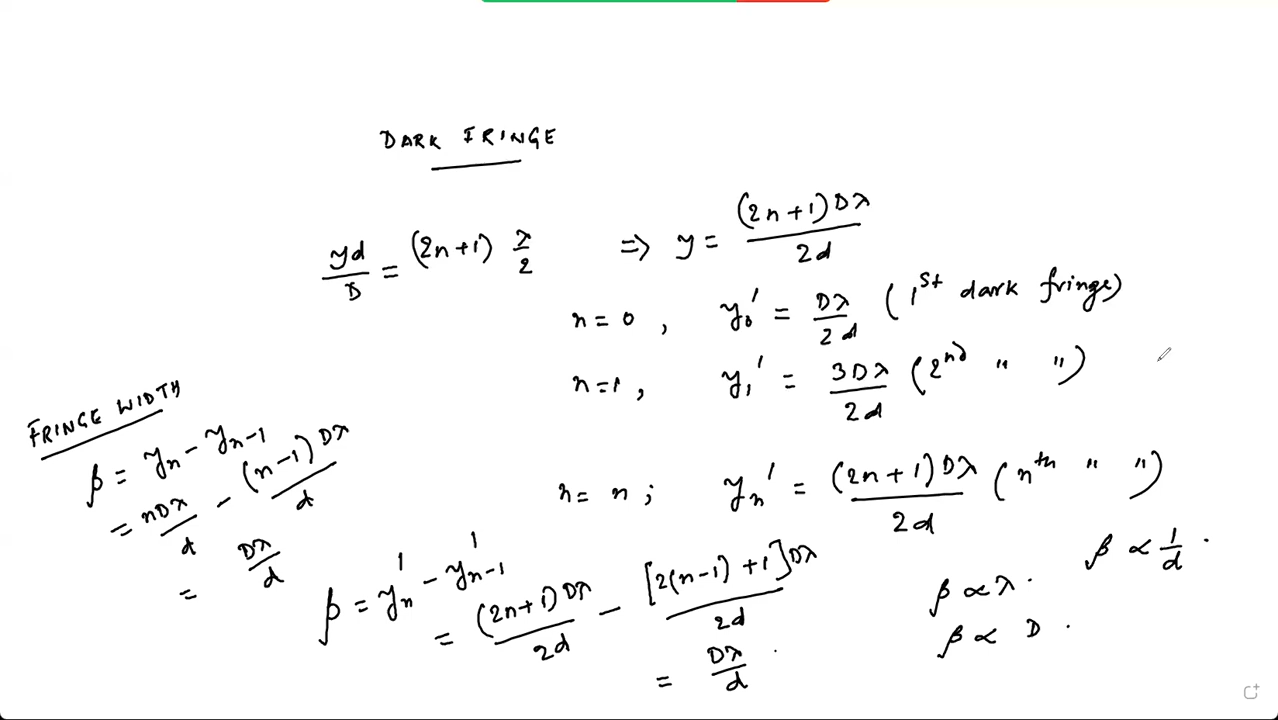 DARK FRINGE
yd/D = (2n+1) λ/2 => y = (2n+1)Dλ/2d
n = 0 , y₀' = Dλ/2d (1st dark fringe)
n = 1 , y₁' = 3Dλ/2d (2nd " ")
n = n ; yₙ' = (2n+1)Dλ/2d (nth " ")
FRINGE WIDTH
β = yₙ - yₙ₋₁
= nDλ/d - (n-1)Dλ/d
= Dλ/d
β = yₙ' - yₙ₋₁'
= (2n+1)Dλ/2d - [2(n-1)+1]Dλ/2d
= Dλ/d .
β ∝ λ .
β ∝ D .
β ∝ 1/d .